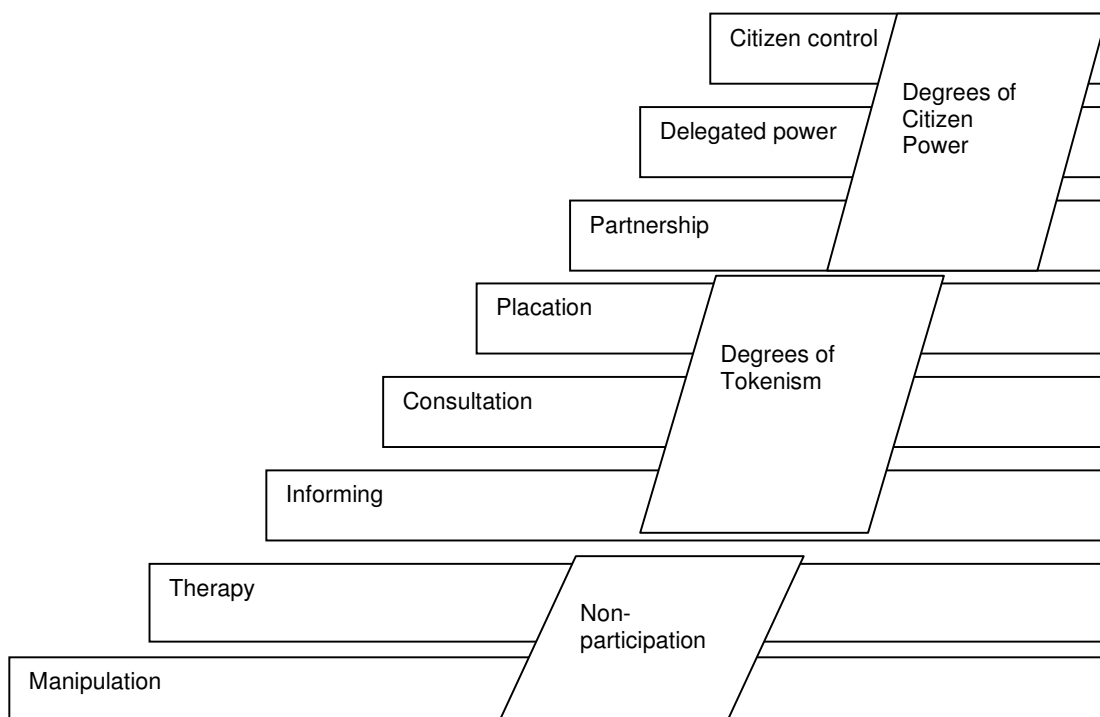 Citizen control
Degrees of
Citizen
Power
Delegated power
Partnership
Placation
Degrees of
Tokenism
Consultation
Informing
Therapy
Non-
participation
Manipulation